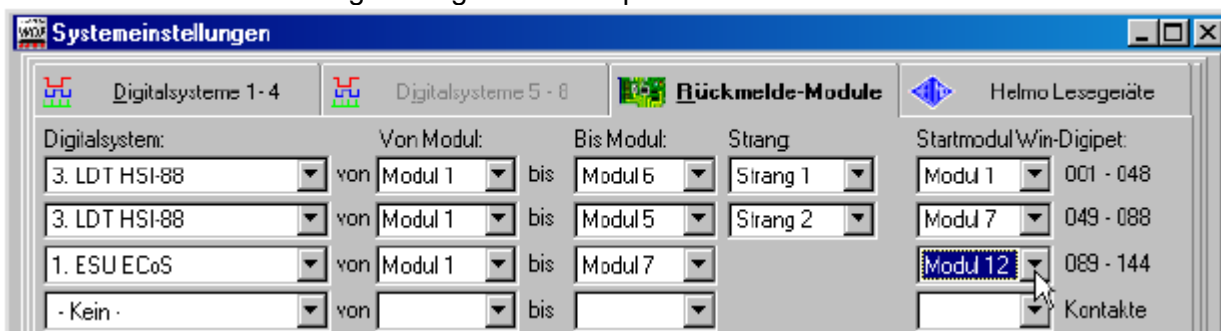 Systemeinstellungen
Digitalsysteme 1 - 4 Digitalsysteme 5 - 8 Rückmelde-Module Helmo Lesegeräte
Digitalsystem: Von Modul: Bis Modul: Strang Startmodul Win-Digipet:
3. LDT HSI-88 von Modul 1 bis Modul 6 Strang 1 Modul 1 001 - 048
3. LDT HSI-88 von Modul 1 bis Modul 5 Strang 2 Modul 7 049 - 088
1. ESU ECoS von Modul 1 bis Modul 7 Modul 12 089 - 144
- Kein - von bis Kontakte